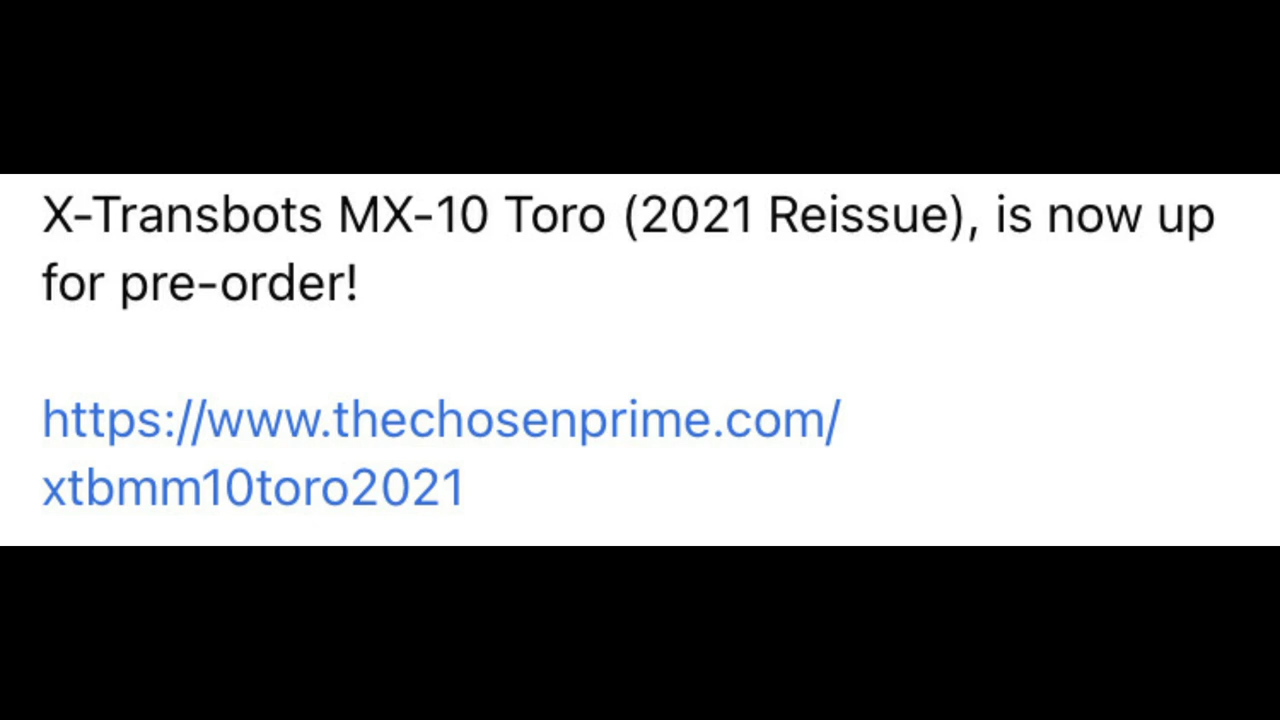 X-Transbots MX-10 Toro (2021 Reissue), is now up
for pre-order!
https://www.thechosenprime.com/
xtbmm10toro2021